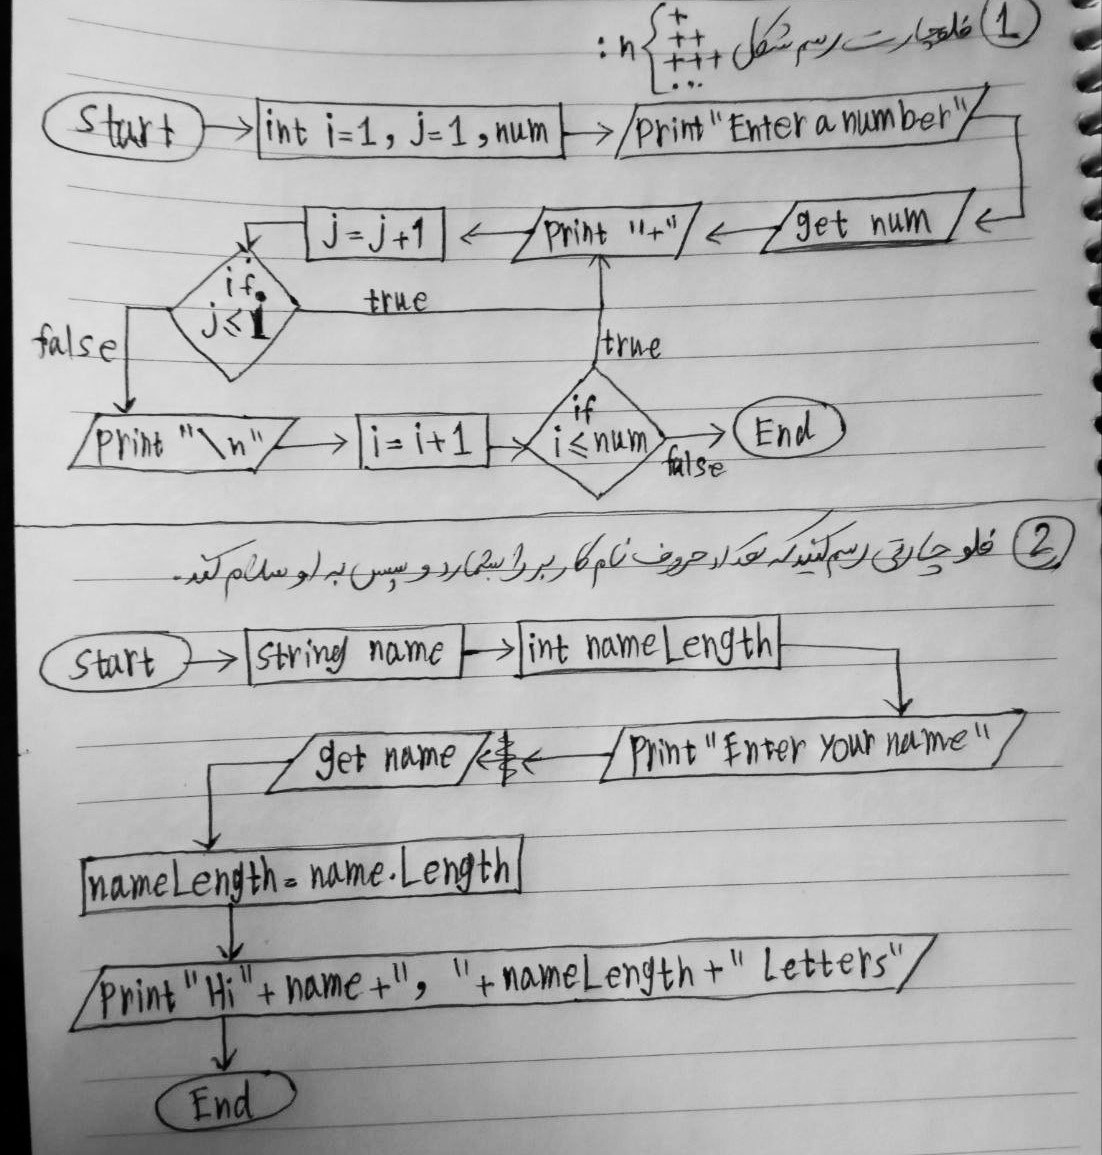 ① فلوچارت رسم شکل n { + ++ +++ ... :
Start
int i=1, j=1, num
print "Enter a number"
get num
print "+"
j=j+1
if
j≤1
true
false
print "\n"
i=i+1
if
i≤num
true
false
End
② فلوچارتی رسم کنید که تعداد حروف نام کاربر را بشمارد و سپس به او سلام کند.
Start
String name
int nameLength
Print "Enter your name"
get name
nameLength = name.Length
Print "Hi" + name + ", " + nameLength + " Letters"
End